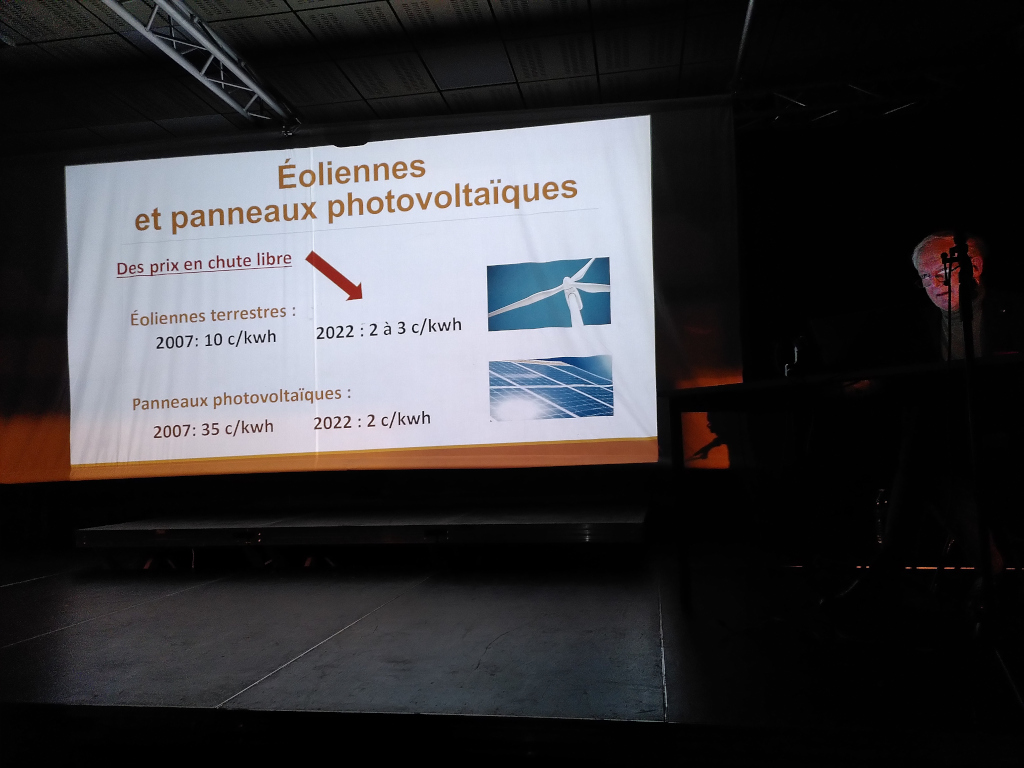 Éoliennes
et panneaux photovoltaïques
Des prix en chute libre
Éoliennes terrestres :
2007: 10 c/kwh 2022 : 2 à 3 c/kwh
Panneaux photovoltaïques :
2007: 35 c/kwh 2022 : 2 c/kwh